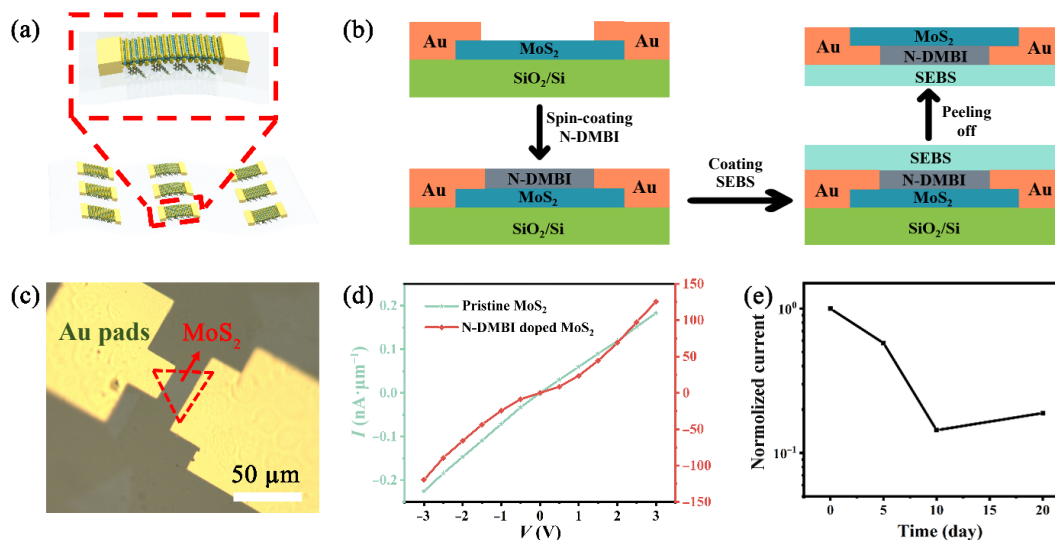 (a)
(b)
Au
MoS₂
Au
SiO₂/Si
Spin-coating
N-DMBI
Au
N-DMBI
MoS₂
Au
SiO₂/Si
Coating
SEBS
Au
MoS₂
N-DMBI
Au
SEBS
Peeling
off
SEBS
Au
N-DMBI
MoS₂
Au
SiO₂/Si
(c)
Au pads
MoS₂
50 μm
(d)
Pristine MoS₂
N-DMBI doped MoS₂
I (nA·μm⁻¹)
0.2
0.1
0.0
−0.1
−0.2
150
125
100
75
50
25
0
−25
−50
−75
−100
−125
−150
−3 −2 −1 0 1 2 3
V (V)
(e)
Normolized current
10⁰
10⁻¹
0 5 10 15 20
Time (day)